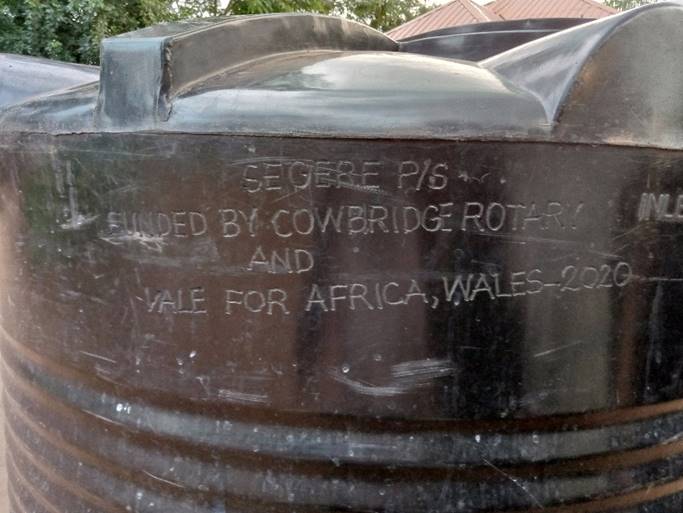 SEGERE P/S
FUNDED BY COWBRIDGE ROTARY
AND
VALE FOR AFRICA, WALES-2020
INLE